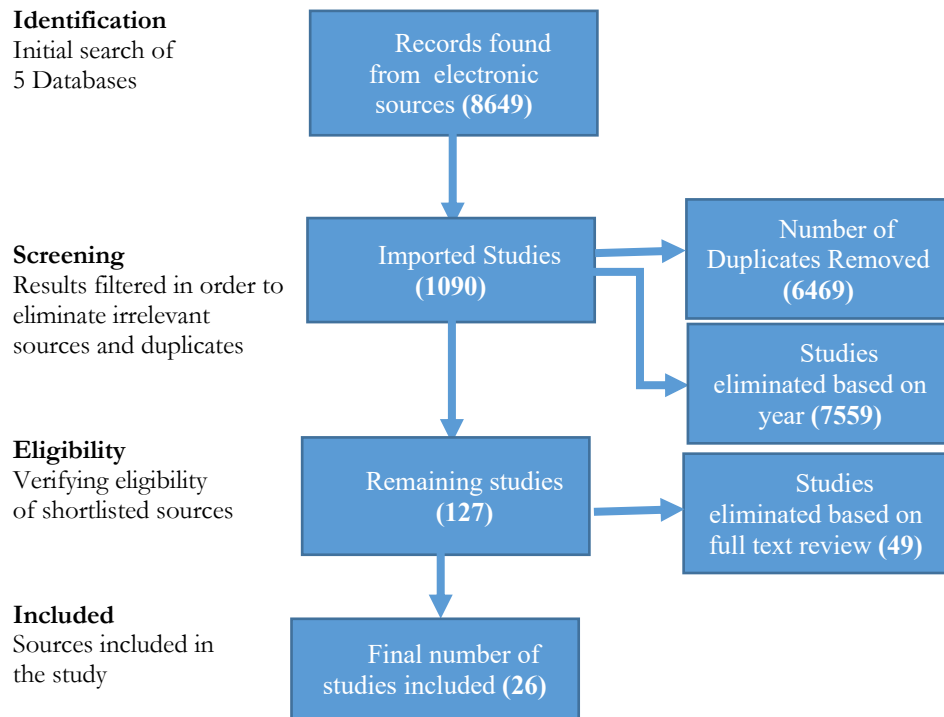 Identification
Initial search of
5 Databases
Records found
from electronic
sources (8649)
Screening
Results filtered in order to
eliminate irrelevant
sources and duplicates
Imported Studies
(1090)
Number of
Duplicates Removed
(6469)
Studies
eliminated based on
year (7559)
Eligibility
Verifying eligibility
of shortlisted sources
Remaining studies
(127)
Studies
eliminated based on
full text review (49)
Included
Sources included in
the study
Final number of
studies included (26)